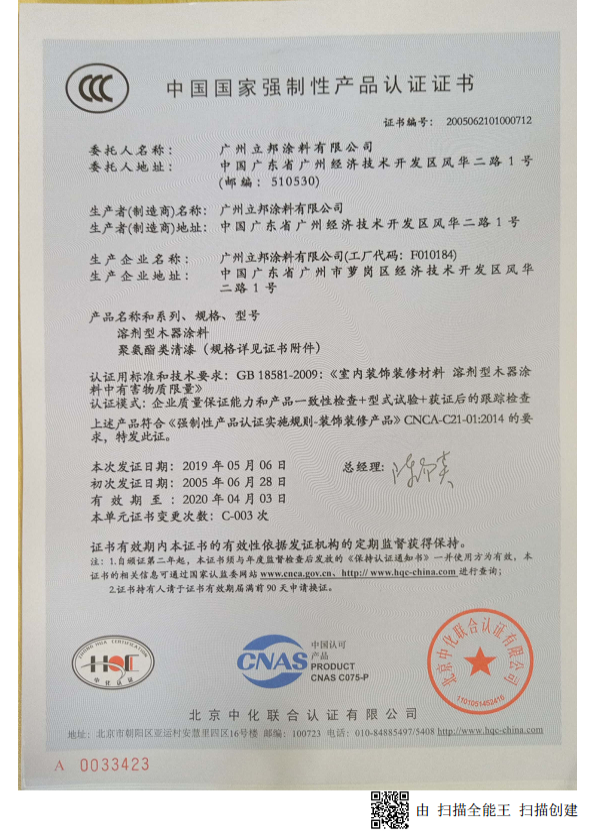 中国国家强制性产品认证证书
证书编号： 2005062101000712
委托人名称： 广州立邦涂料有限公司
委托人地址： 中国广东省广州经济技术开发区风华二路1号
(邮编：510530)
生产者(制造商)名称： 广州立邦涂料有限公司
生产者(制造商)地址： 中国广东省广州经济技术开发区风华二路1号
生产企业名称： 广州立邦涂料有限公司(工厂代码：F010184)
生产企业地址： 中国广东省广州市萝岗区经济技术开发区风华
二路1号
产品名称和系列、规格、型号
溶剂型木器涂料
聚氨酯类清漆（规格详见证书附件）
认证用标准和技术要求：GB 18581-2009：《室内装饰装修材料 溶剂型木器涂
料中有害物质限量》
认证模式：企业质量保证能力和产品一致性检查+型式试验+获证后的跟踪检查
上述产品符合《强制性产品认证实施规则-装饰装修产品》CNCA-C21-01:2014 的要
求，特发此证。
本次发证日期：2019 年 05 月 06 日 总经理:
初次发证日期：2005 年 06 月 28 日
有 效 期 至：2020 年 04 月 03 日
本单元证书变更次数：C-003 次
证书有效期内本证书的有效性依据发证机构的定期监督获得保持。
注：1.自颁证第二年起，本证书须与年度监督检查后发放的《保持认证通知书》一并使用方为有效，本
证书的相关信息可通过国家认监委网站 www.cnca.gov.cn、http:// www.hqc-china.com 进行查询；
2.证书持有人请于证书有效期届满前 90 天申请换证。
HQC
CNAS
中国认可
产品
PRODUCT
CNAS C075-P
北京中化联合认证有限公司
1101051452416
北京中化联合认证有限公司
地址：北京市朝阳区亚运村安慧里四区16号楼 邮编：100723 电话：010-84885497/5408 http://www.hqc-china.com
A 0033423
由 扫描全能王 扫描创建